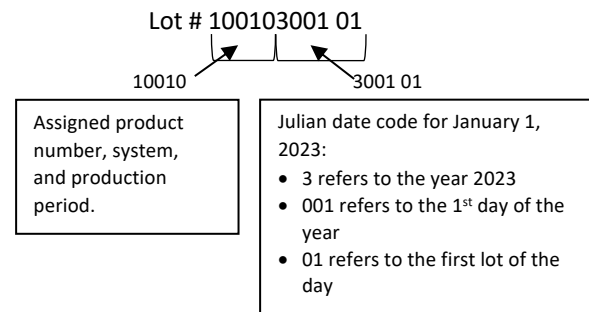 Lot # 100103001 01
10010
3001 01
Assigned product
number, system,
and production
period.
Julian date code for January 1,
2023:
• 3 refers to the year 2023
• 001 refers to the 1st day of the
year
• 01 refers to the first lot of the
day